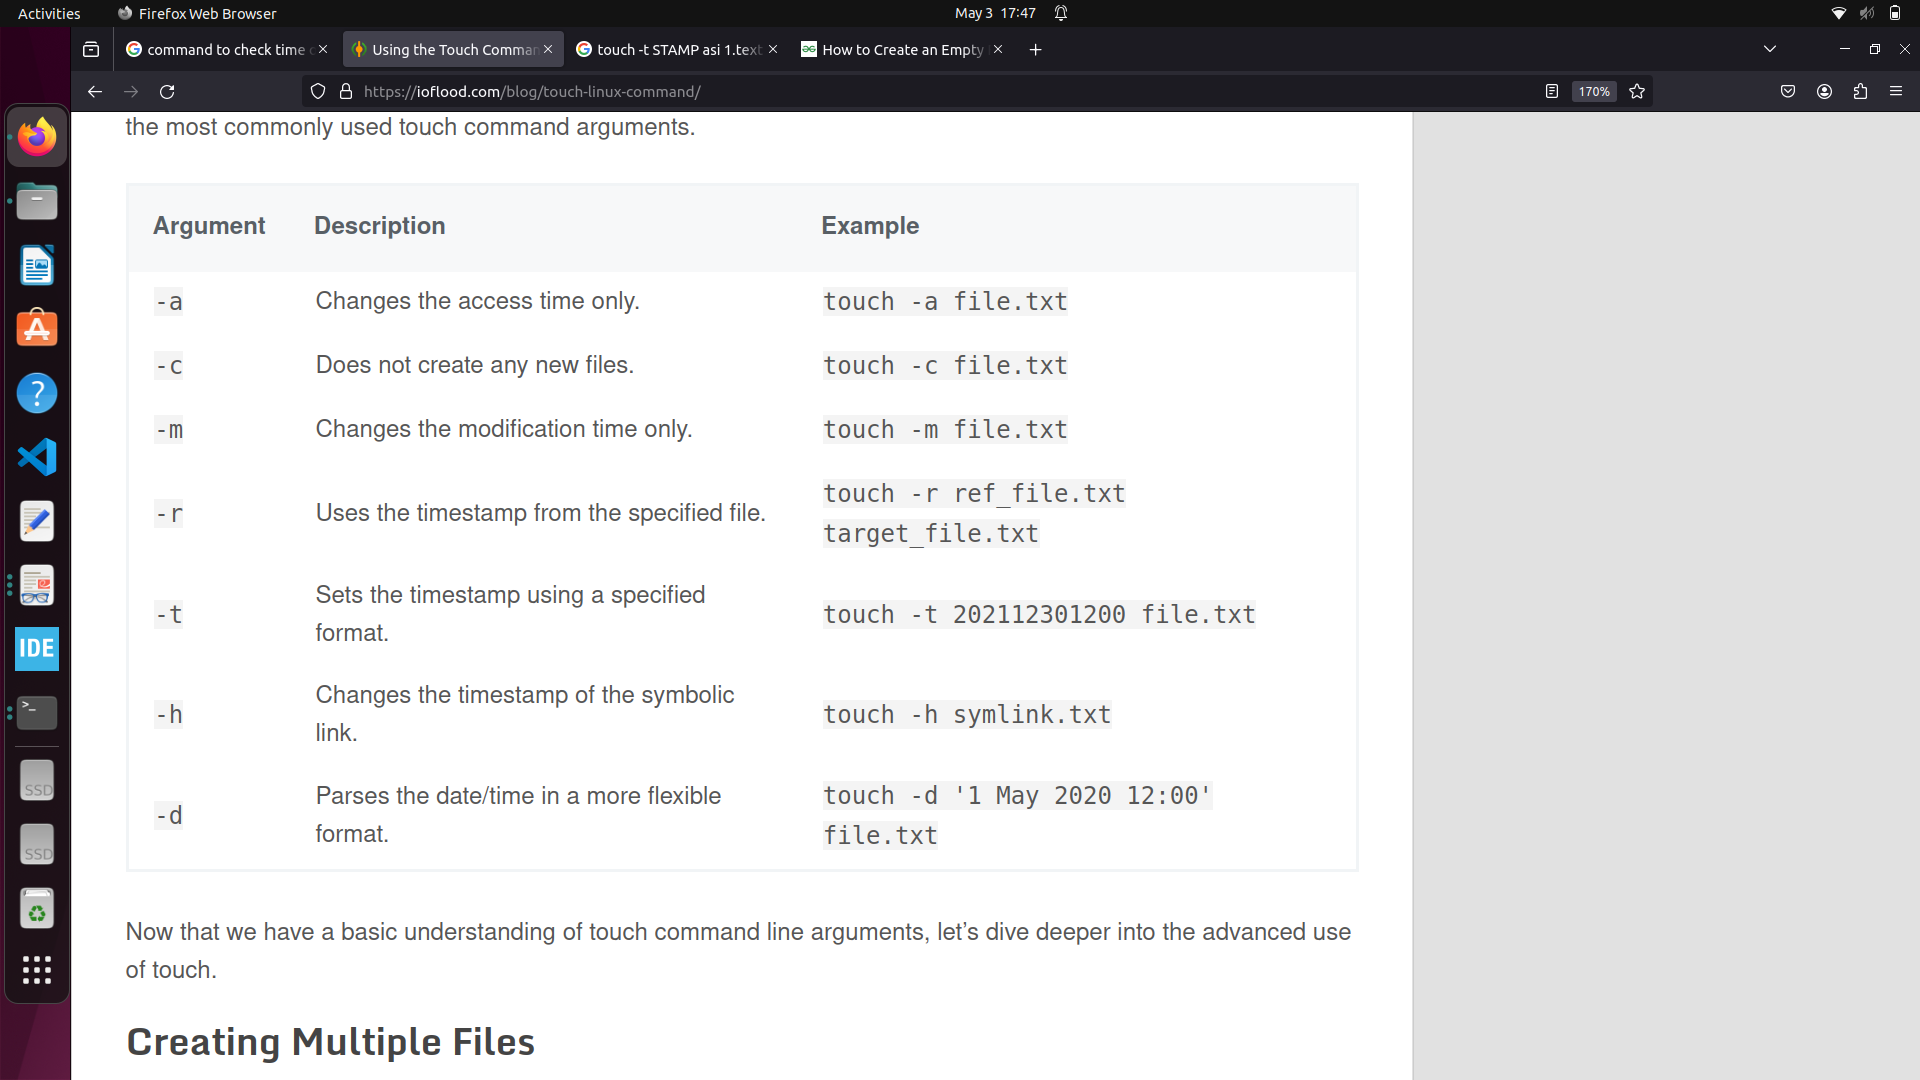 Activities
Firefox Web Browser
May 3 17:47
command to check time
Using the Touch Comman
touch -t STAMP asi 1.text
How to Create an Empty
https://ioflood.com/blog/touch-linux-command/
170%
the most commonly used touch command arguments.
Argument Description Example
-a Changes the access time only. touch -a file.txt
-c Does not create any new files. touch -c file.txt
-m Changes the modification time only. touch -m file.txt
-r Uses the timestamp from the specified file. touch -r ref_file.txt
target_file.txt
-t Sets the timestamp using a specified
format.
touch -t 202112301200 file.txt
-h Changes the timestamp of the symbolic
link.
touch -h symlink.txt
-d Parses the date/time in a more flexible
format.
touch -d '1 May 2020 12:00'
file.txt
Now that we have a basic understanding of touch command line arguments, let’s dive deeper into the advanced use
of touch.
Creating Multiple Files
IDE
>_
SSD
SSD